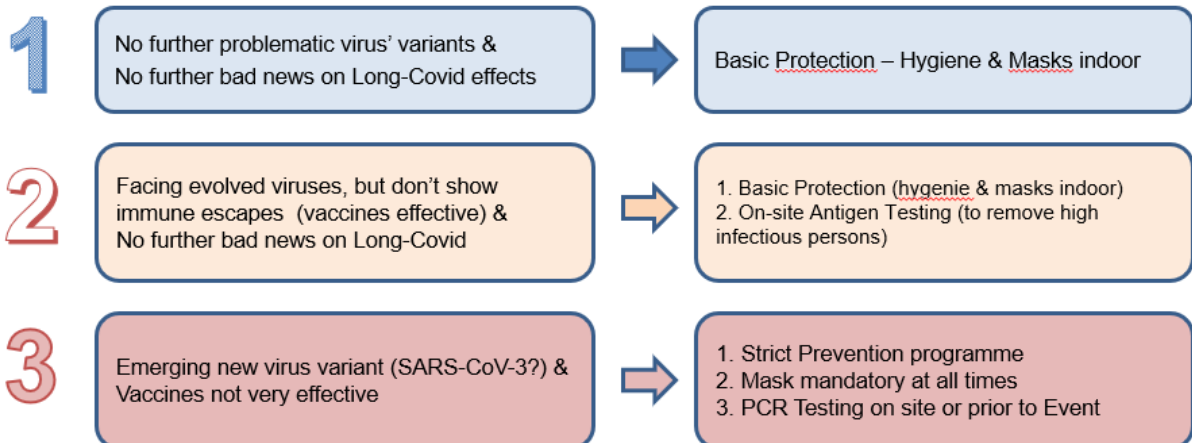 1
No further problematic virus' variants &
No further bad news on Long-Covid effects
Basic Protection – Hygiene & Masks indoor
2
Facing evolved viruses, but don't show
immune escapes (vaccines effective) &
No further bad news on Long-Covid
1. Basic Protection (hygenie & masks indoor)
2. On-site Antigen Testing (to remove high
infectious persons)
3
Emerging new virus variant (SARS-CoV-3?) &
Vaccines not very effective
1. Strict Prevention programme
2. Mask mandatory at all times
3. PCR Testing on site or prior to Event